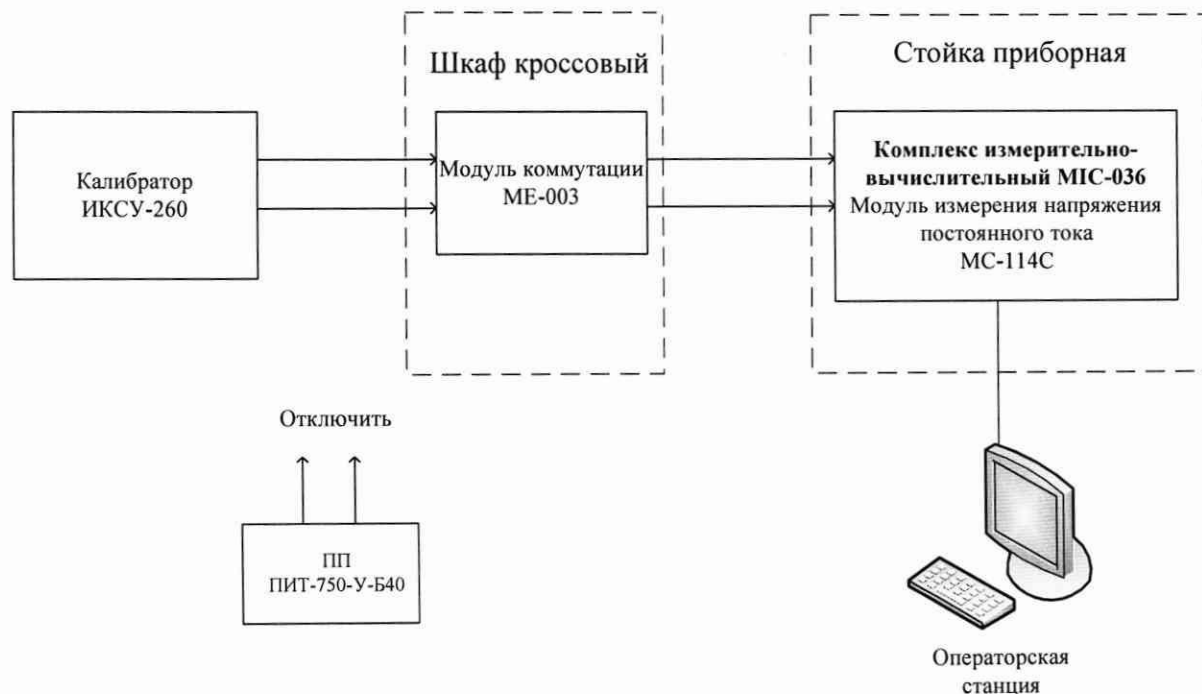 Шкаф кроссовый
Стойка приборная
Калибратор
ИКСУ-260
Модуль коммутации
МЕ-003
Комплекс измерительно-
вычислительный MIC-036
Модуль измерения напряжения
постоянного тока
МС-114С
Отключить
ПП
ПИТ-750-У-Б40
Операторская
станция